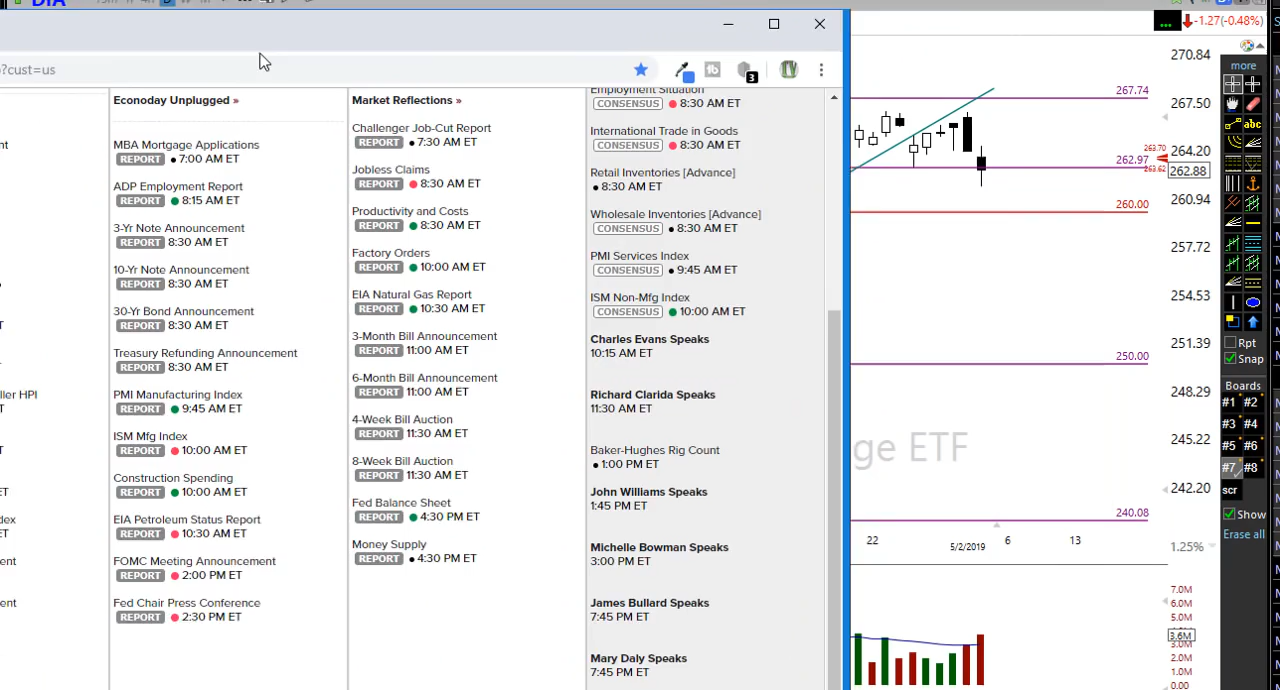 DIA
?cust=us
3
nt
ller HPI
T
T
dex
ent
ent
Econoday Unplugged »
MBA Mortgage Applications
REPORT 7:00 AM ET
ADP Employment Report
REPORT 8:15 AM ET
3-Yr Note Announcement
REPORT 8:30 AM ET
10-Yr Note Announcement
REPORT 8:30 AM ET
30-Yr Bond Announcement
REPORT 8:30 AM ET
Treasury Refunding Announcement
REPORT 8:30 AM ET
PMI Manufacturing Index
REPORT 9:45 AM ET
ISM Mfg Index
REPORT 10:00 AM ET
Construction Spending
REPORT 10:00 AM ET
EIA Petroleum Status Report
REPORT 10:30 AM ET
FOMC Meeting Announcement
REPORT 2:00 PM ET
Fed Chair Press Conference
REPORT 2:30 PM ET
Market Reflections »
Challenger Job-Cut Report
REPORT 7:30 AM ET
Jobless Claims
REPORT 8:30 AM ET
Productivity and Costs
REPORT 8:30 AM ET
Factory Orders
REPORT 10:00 AM ET
EIA Natural Gas Report
REPORT 10:30 AM ET
3-Month Bill Announcement
REPORT 11:00 AM ET
6-Month Bill Announcement
REPORT 11:00 AM ET
4-Week Bill Auction
REPORT 11:30 AM ET
8-Week Bill Auction
REPORT 11:30 AM ET
Fed Balance Sheet
REPORT 4:30 PM ET
Money Supply
REPORT 4:30 PM ET
Employment Situation
CONSENSUS 8:30 AM ET
International Trade in Goods
CONSENSUS 8:30 AM ET
Retail Inventories [Advance]
8:30 AM ET
Wholesale Inventories [Advance]
CONSENSUS 8:30 AM ET
PMI Services Index
CONSENSUS 9:45 AM ET
ISM Non-Mfg Index
CONSENSUS 10:00 AM ET
Charles Evans Speaks
10:15 AM ET
Richard Clarida Speaks
11:30 AM ET
Baker-Hughes Rig Count
1:00 PM ET
John Williams Speaks
1:45 PM ET
Michelle Bowman Speaks
3:00 PM ET
James Bullard Speaks
7:45 PM ET
Mary Daly Speaks
7:45 PM ET
-1.27(-0.48%)
270.84
267.74
267.50
264.20
263.70
262.97
263.62
262.88
260.94
260.00
257.72
254.53
251.39
250.00
248.29
ge ETF
245.22
242.20
240.08
22
5/2/2019
6
13
1.25%
7.0M
6.0M
5.0M
3.6M
3.0M
2.0M
1.0M
0.00
more
abc
Rpt
Snap
Boards
#1 #2
#3 #4
#5 #6
#7 #8
scr
Show
Erase all